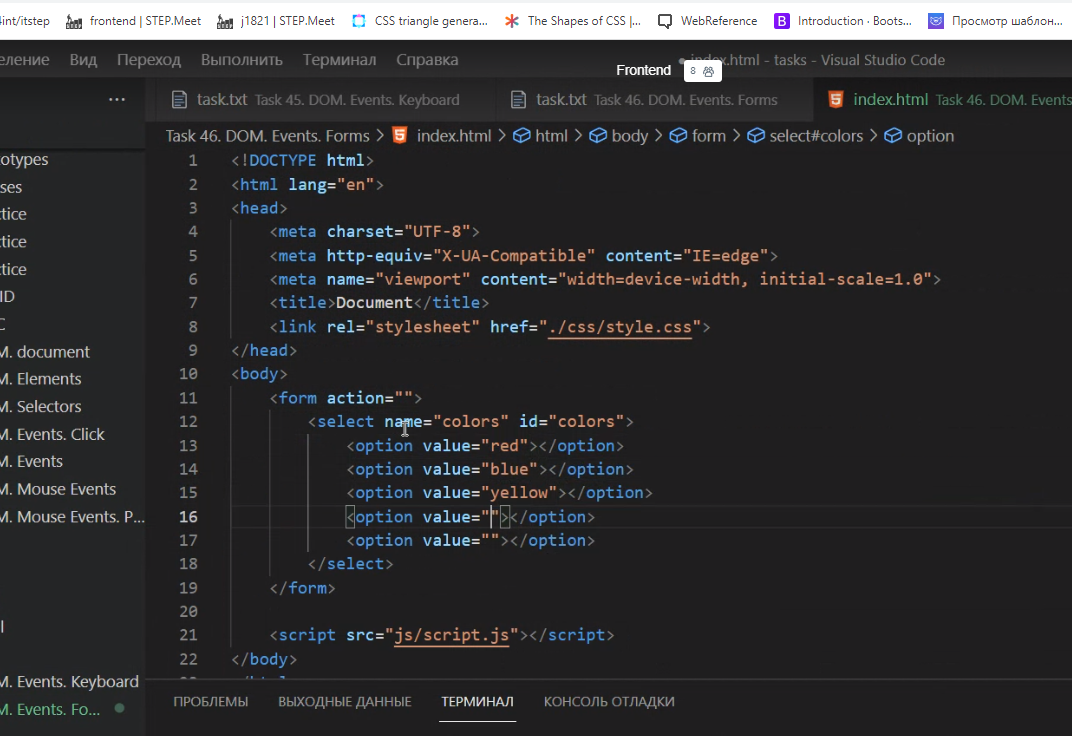 4int/itstep frontend | STEP.Meet j1821 | STEP.Meet CSS triangle genera... The Shapes of CSS |... WebReference B Introduction · Boots... Просмотр шаблон...
еление Вид Переход Выполнить Терминал Справка index.html - tasks - Visual Studio Code
Frontend 8
... task.txt Task 45. DOM. Events. Keyboard task.txt Task 46. DOM. Events. Forms index.html Task 46. DOM. Events
Task 46. DOM. Events. Forms > index.html > html > body > form > select#colors > option
otypes
ses
tice
tice
tice
ID
C
M. document
M. Elements
M. Selectors
M. Events. Click
M. Events
M. Mouse Events
M. Mouse Events. P...
l
M. Events. Keyboard
M. Events. Fo...
1 <!DOCTYPE html>
2 <html lang="en">
3 <head>
4 <meta charset="UTF-8">
5 <meta http-equiv="X-UA-Compatible" content="IE=edge">
6 <meta name="viewport" content="width=device-width, initial-scale=1.0">
7 <title>Document</title>
8 <link rel="stylesheet" href="./css/style.css">
9 </head>
10 <body>
11 <form action="">
12 <select name="colors" id="colors">
13 <option value="red"></option>
14 <option value="blue"></option>
15 <option value="yellow"></option>
16 <option value=""></option>
17 <option value=""></option>
18 </select>
19 </form>
20
21 <script src="js/script.js"></script>
22 </body>
ПРОБЛЕМЫ ВЫХОДНЫЕ ДАННЫЕ ТЕРМИНАЛ КОНСОЛЬ ОТЛАДКИ